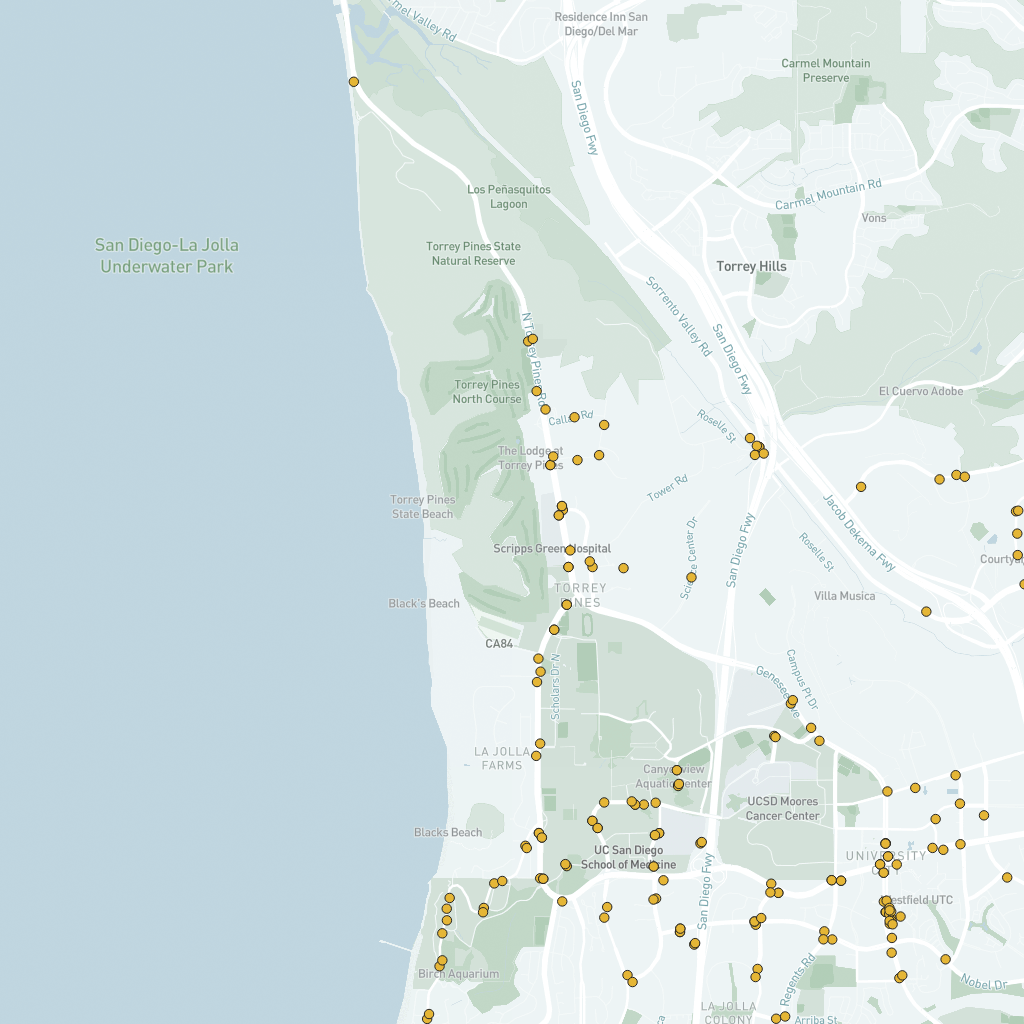 Carmel Valley Rd
Residence Inn San
Diego/Del Mar
Carmel Mountain
Preserve
San Diego Fwy
Los Peñasquitos
Lagoon
Carmel Mountain Rd
Vons
San Diego-La Jolla
Underwater Park
Torrey Pines State
Natural Reserve
Torrey Hills
Sorrento Valley Rd
San Diego Fwy
N Torrey Pines Rd
Torrey Pines
North Course
El Cuervo Adobe
Roselle St
The Lodge at
Torrey Pines
Tower Rd
Torrey Pines
State Beach
Jacob Dekema Fwy
San Diego Fwy
Science Center Dr
Roselle St
Scripps Green Hospital
TORREY
PINES
Black's Beach
Villa Musica
CA84
Scholars Dr N
Genesee Ave
Campus Pt Dr
LA JOLLA
FARMS
Canyonview
Aquatic Center
UCSD Moores
Cancer Center
Blacks Beach
UC San Diego
School of Medicine
UNIVERSITY
CITY
San Diego Fwy
Westfield UTC
Birch Aquarium
Regents Rd
Nobel Dr
LA JOLLA
COLONY
Arriba St